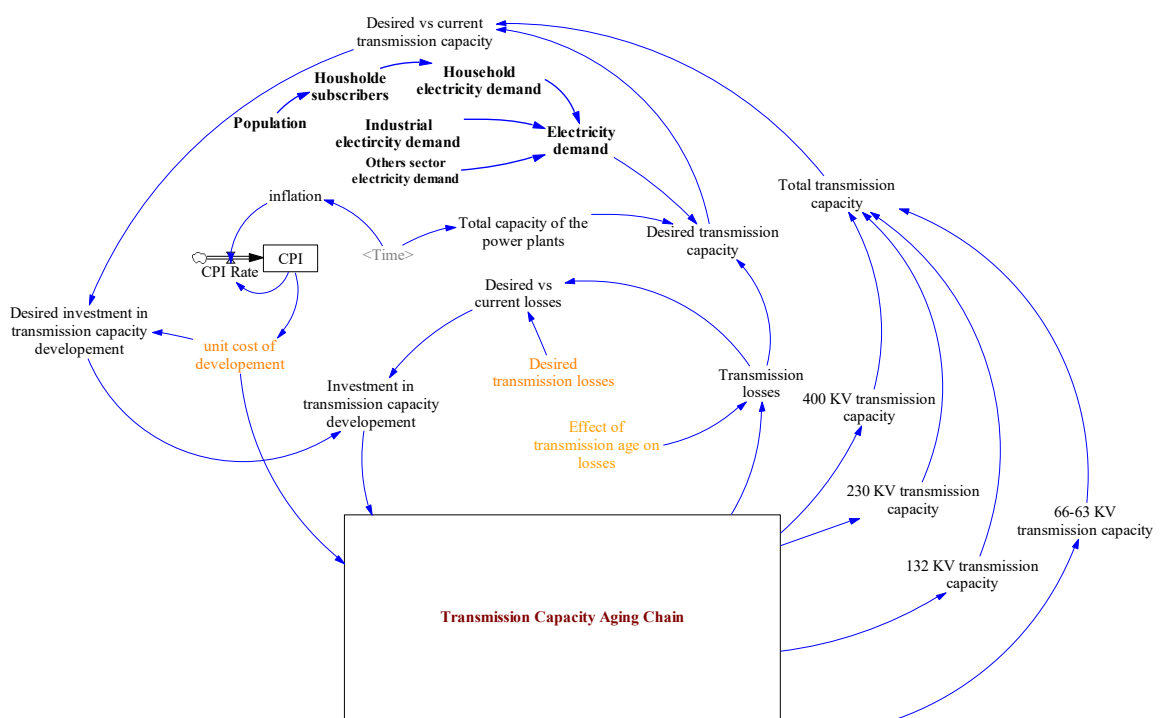 Desired vs current
transmission capacity
Housholde
subscribers
Household
electricity demand
Population
Industrial
electircity demand
Electricity
demand
Others sector
electricity demand
Total transmission
capacity
inflation
Total capacity of the
power plants
Desired transmission
capacity
<Time>
CPI
CPI Rate
Desired vs
current losses
Desired investment in
transmission capacity
developement
unit cost of
developement
Desired
transmission losses
Transmission
losses
Investment in
transmission capacity
developement
400 KV transmission
capacity
Effect of
transmission age on
losses
230 KV transmission
capacity
66-63 KV
transmission capacity
132 KV transmission
capacity
Transmission Capacity Aging Chain